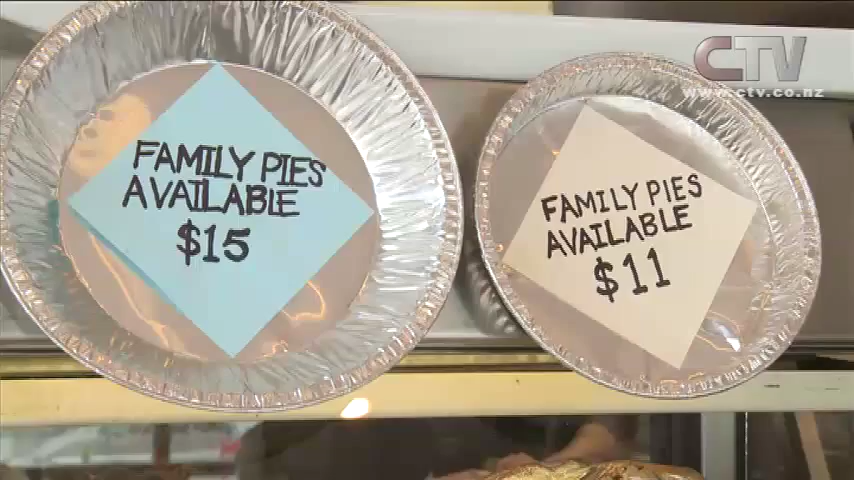 FAMILY PIES
AVAILABLE
$15
FAMILY PIES
AVAILABLE
$11
CTV
www.ctv.co.nz